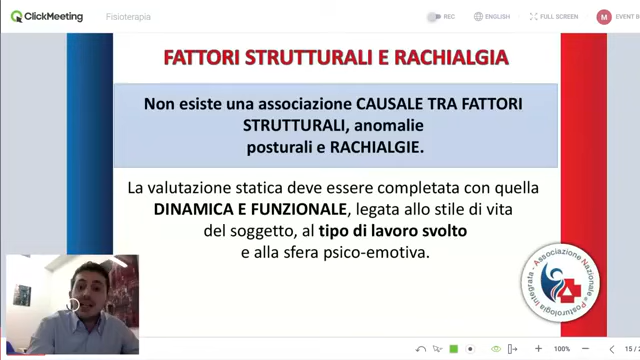 ClickMeeting
Fisioterapia
REC
ENGLISH
FULL SCREEN
M
EVENT B
FATTORI STRUTTURALI E RACHIALGIA
Non esiste una associazione CAUSALE TRA FATTORI
STRUTTURALI, anomalie
posturali e RACHIALGIE.
La valutazione statica deve essere completata con quella
DINAMICA E FUNZIONALE, legata allo stile di vita
del soggetto, al tipo di lavoro svolto
e alla sfera psico-emotiva.
Associazione Nazionale
Posturologia Integrata
100%
15/2